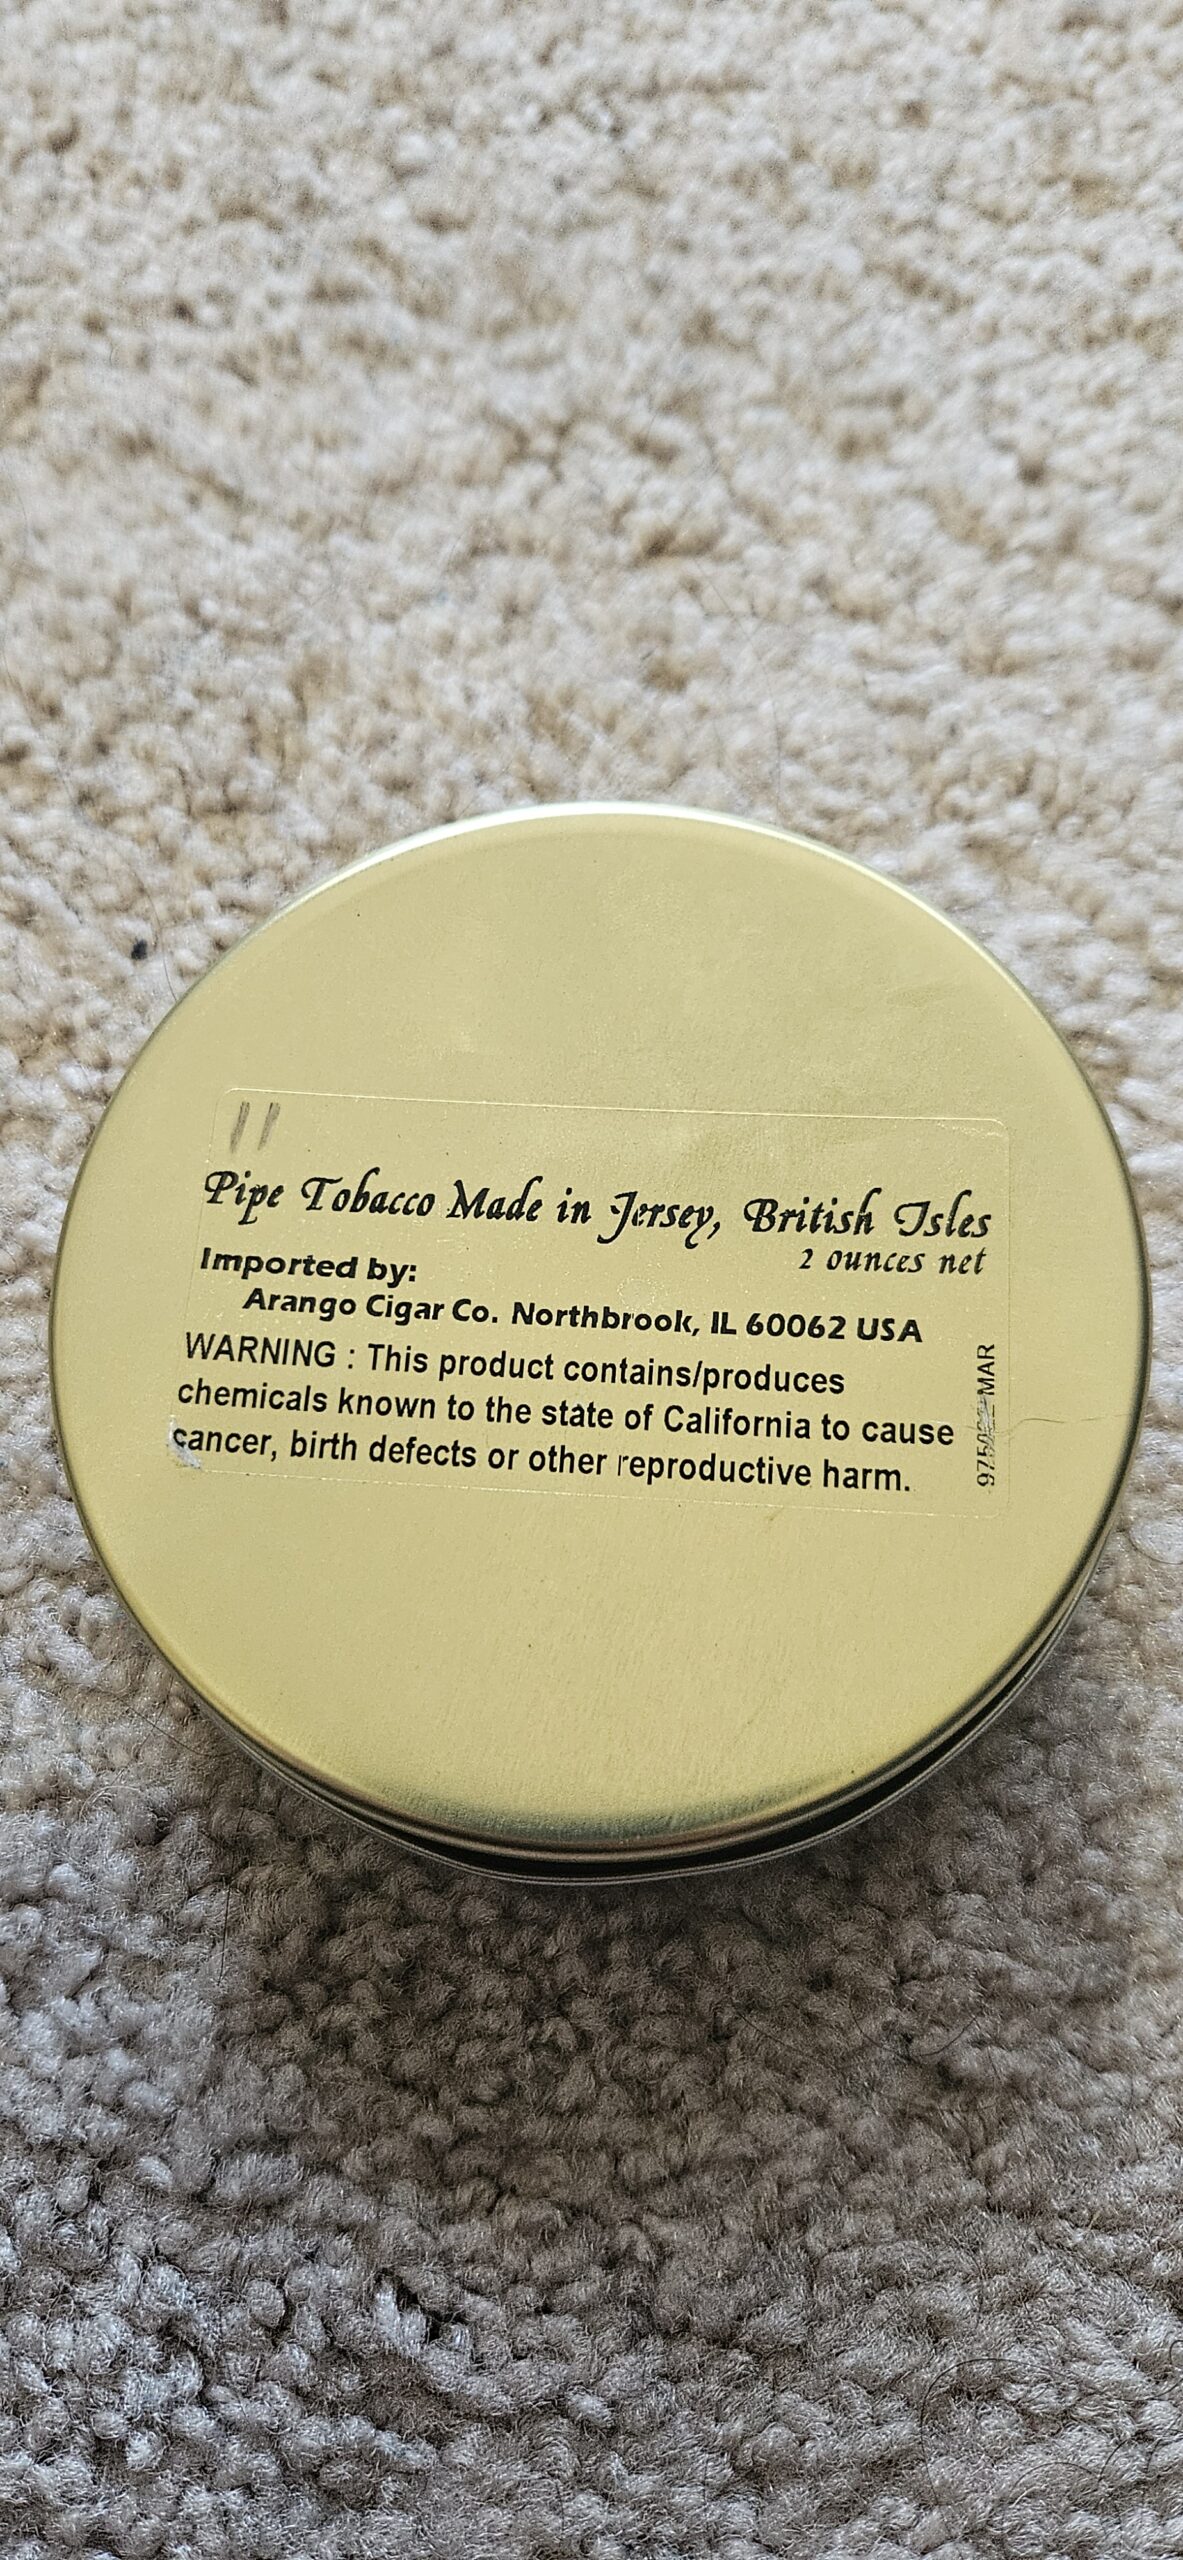 11
Pipe Tobacco Made in Jersey, British Isles
2 ounces net
Imported by:
Arango Cigar Co. Northbrook, IL 60062 USA
WARNING : This product contains/produces
chemicals known to the state of California to cause
cancer, birth defects or other reproductive harm.
MAR